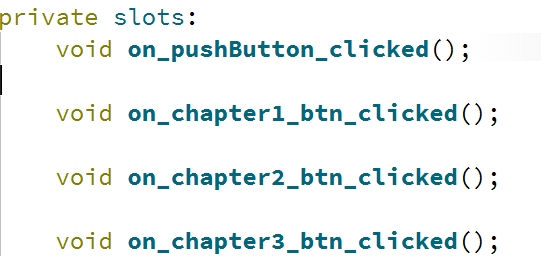 private slots:
    void on_pushButton_clicked();
    void on_chapter1_btn_clicked();
    void on_chapter2_btn_clicked();
    void on_chapter3_btn_clicked();